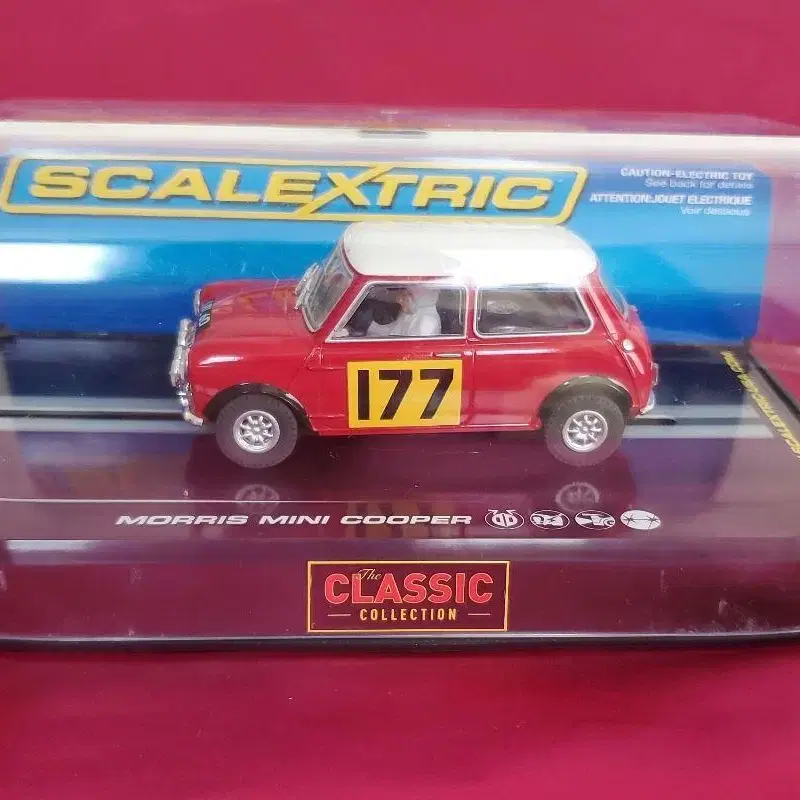 SCALEXTRIC
CAUTION-ELECTRIC TOY
See back for details
ATTENTION:JOUET ELECTRIQUE
Voir dessous
177
MORRIS MINI COOPER
The
CLASSIC
COLLECTION